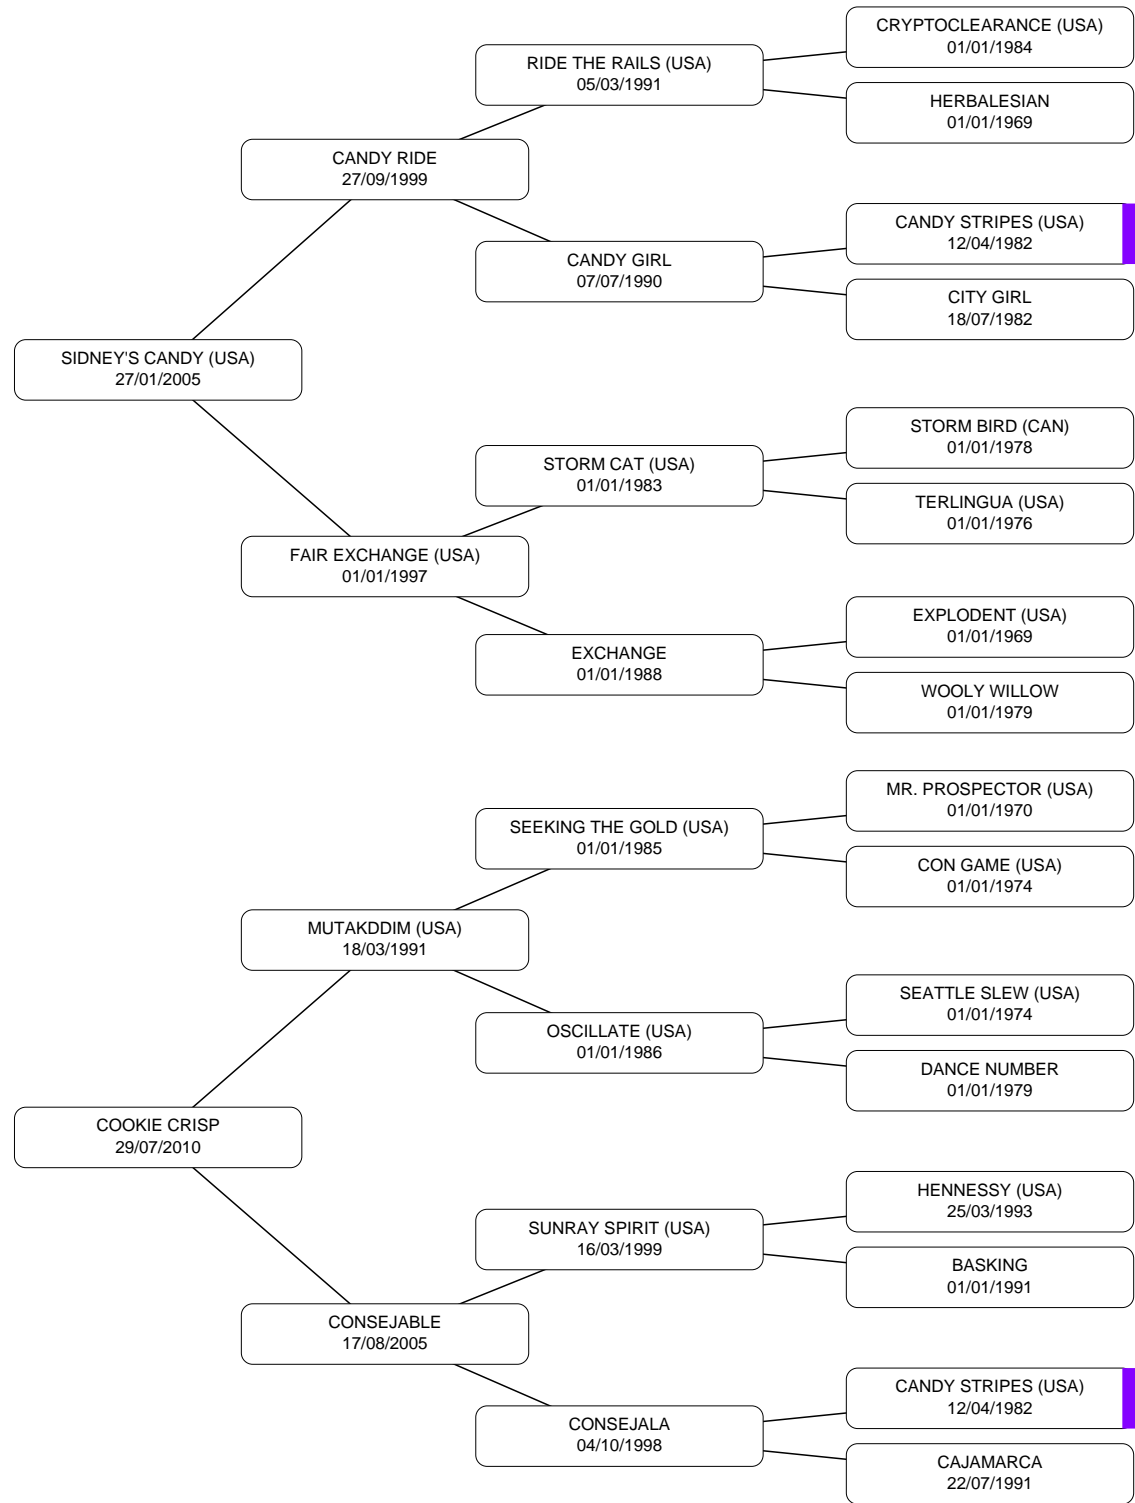 CRYPTOCLEARANCE (USA)
01/01/1984
RIDE THE RAILS (USA)
05/03/1991
HERBALESIAN
01/01/1969
CANDY RIDE
27/09/1999
CANDY STRIPES (USA)
12/04/1982
CANDY GIRL
07/07/1990
CITY GIRL
18/07/1982
SIDNEY'S CANDY (USA)
27/01/2005
STORM BIRD (CAN)
01/01/1978
STORM CAT (USA)
01/01/1983
TERLINGUA (USA)
01/01/1976
FAIR EXCHANGE (USA)
01/01/1997
EXPLODENT (USA)
01/01/1969
EXCHANGE
01/01/1988
WOOLY WILLOW
01/01/1979
MR. PROSPECTOR (USA)
01/01/1970
SEEKING THE GOLD (USA)
01/01/1985
CON GAME (USA)
01/01/1974
MUTAKDDIM (USA)
18/03/1991
SEATTLE SLEW (USA)
01/01/1974
OSCILLATE (USA)
01/01/1986
DANCE NUMBER
01/01/1979
COOKIE CRISP
29/07/2010
HENNESSY (USA)
25/03/1993
SUNRAY SPIRIT (USA)
16/03/1999
BASKING
01/01/1991
CONSEJABLE
17/08/2005
CANDY STRIPES (USA)
12/04/1982
CONSEJALA
04/10/1998
CAJAMARCA
22/07/1991